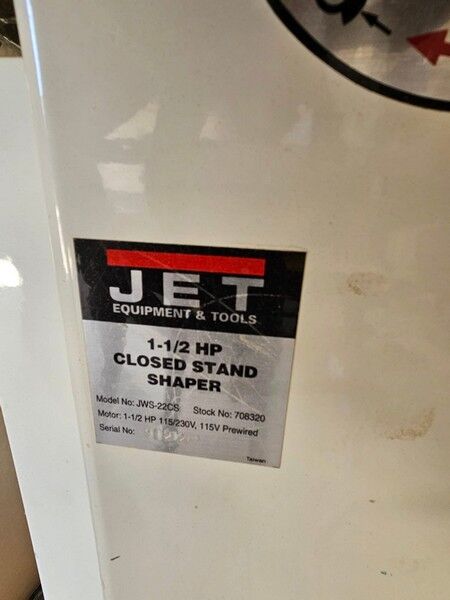 JET
EQUIPMENT & TOOLS
1-1/2 HP
CLOSED STAND
SHAPER
Model No: JWS-22CS Stock No: 708320
Motor: 1-1/2 HP 115/230V, 115V Prewired
Serial No:
Taiwan